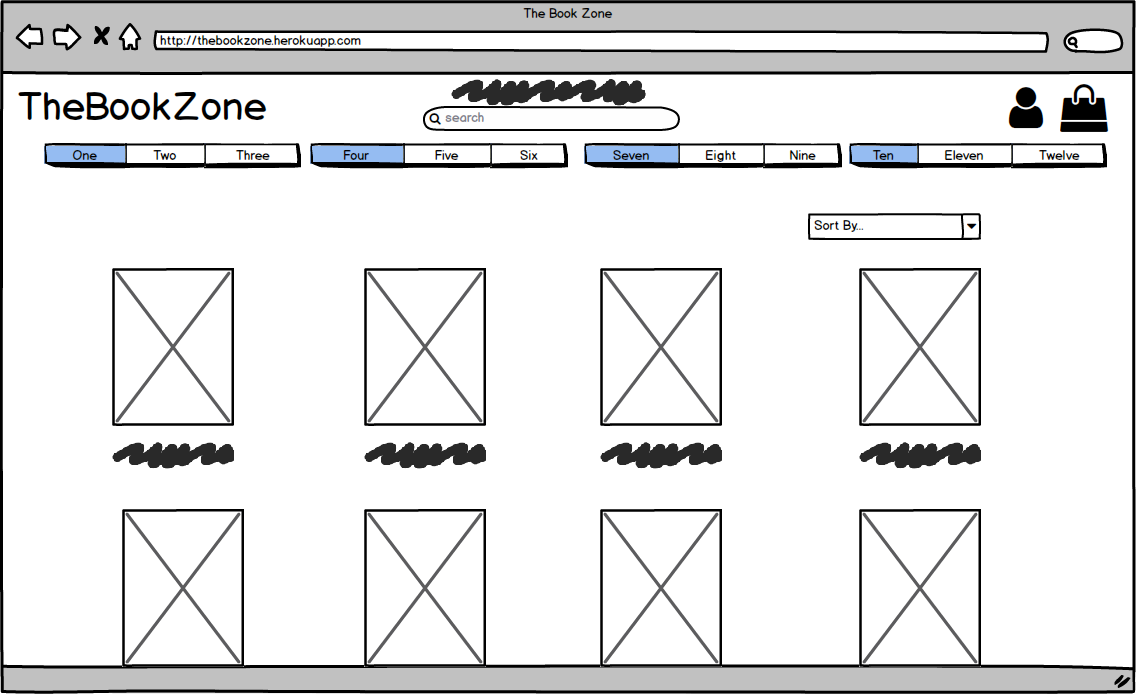 The Book Zone
http://thebookzone.herokuapp.com
TheBookZone
search
One Two Three Four Five Six Seven Eight Nine Ten Eleven Twelve
Sort By...